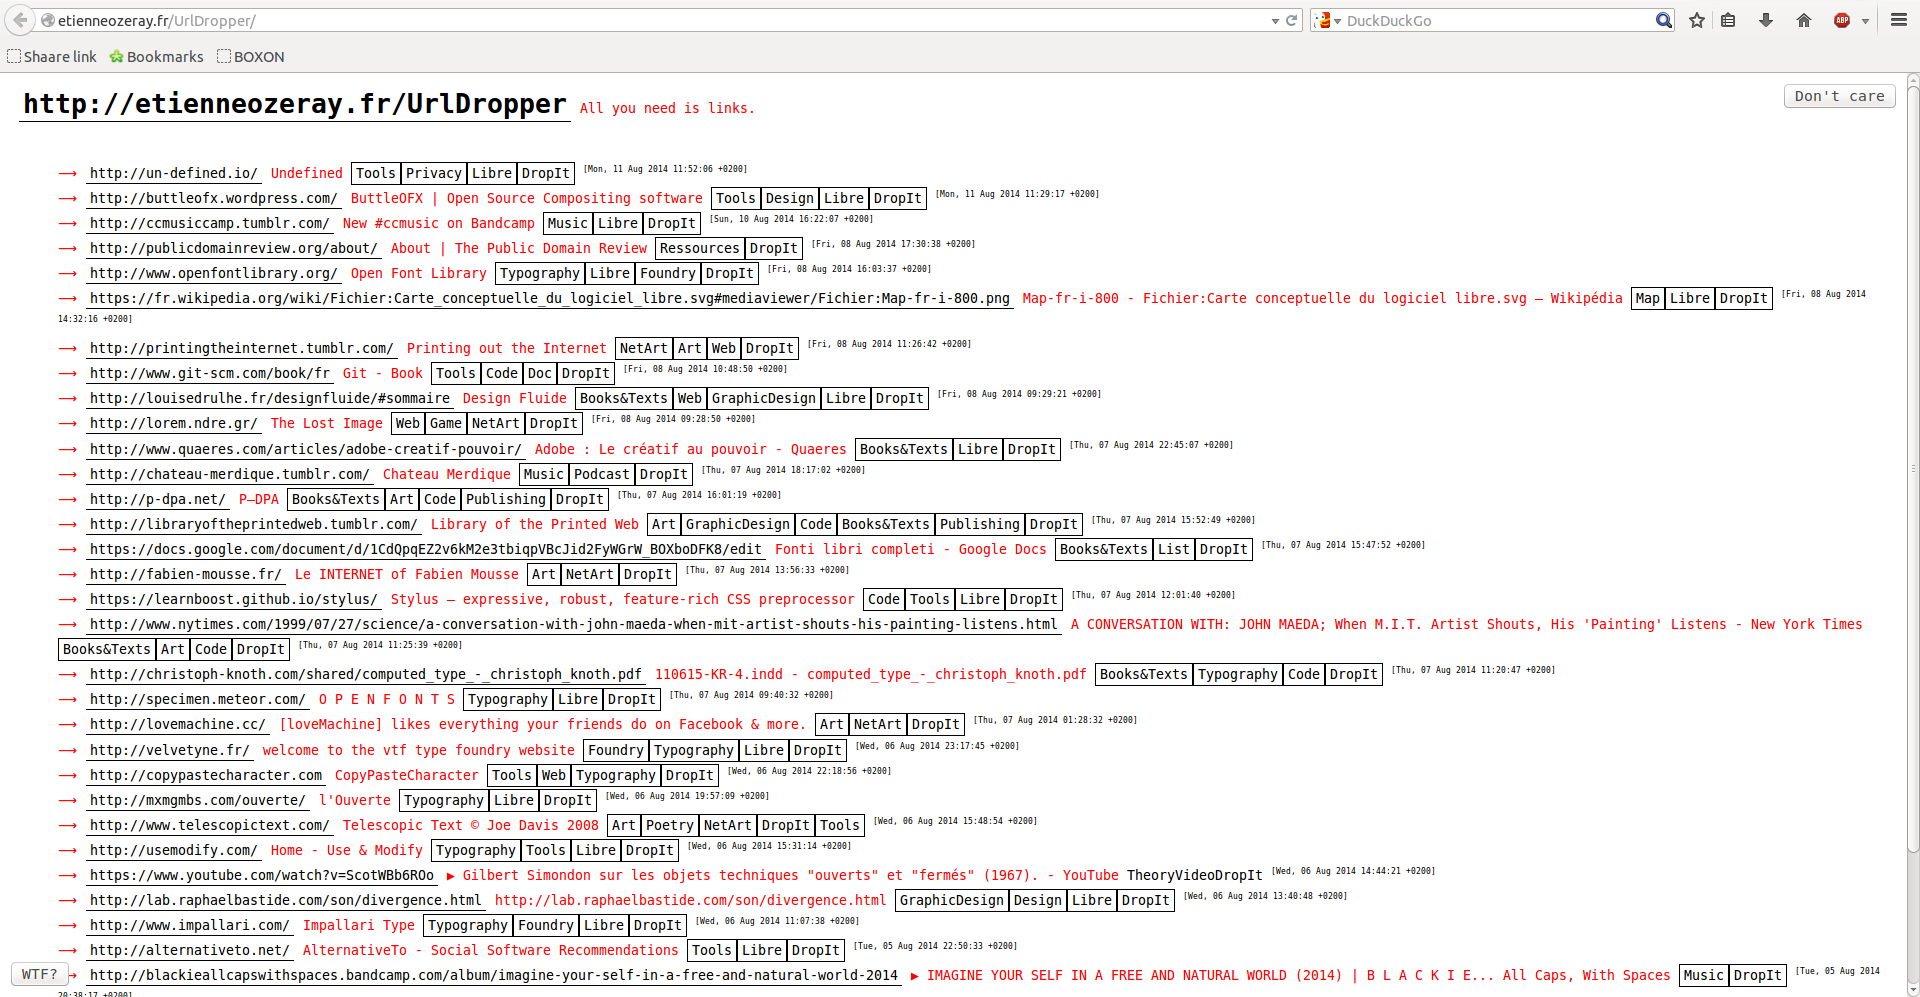 etienneozeray.fr/UrlDropper/
DuckDuckGo
ABP
Shaare link Bookmarks BOXON
http://etienneozeray.fr/UrlDropper All you need is links. Don't care
→ http://un-defined.io/ Undefined Tools Privacy Libre DropIt [Mon, 11 Aug 2014 11:52:06 +0200]
→ http://buttleofx.wordpress.com/ ButtleOFX | Open Source Compositing software Tools Design Libre DropIt [Mon, 11 Aug 2014 11:29:17 +0200]
→ http://ccmusiccamp.tumblr.com/ New #ccmusic on Bandcamp Music Libre DropIt [Sun, 10 Aug 2014 16:22:07 +0200]
→ http://publicdomainreview.org/about/ About | The Public Domain Review Ressources DropIt [Fri, 08 Aug 2014 17:30:38 +0200]
→ http://www.openfontlibrary.org/ Open Font Library Typography Libre Foundry DropIt [Fri, 08 Aug 2014 16:03:37 +0200]
→ https://fr.wikipedia.org/wiki/Fichier:Carte_conceptuelle_du_logiciel_libre.svg#mediaviewer/Fichier:Map-fr-i-800.png Map-fr-i-800 - Fichier:Carte conceptuelle du logiciel libre.svg — Wikipédia Map Libre DropIt [Fri, 08 Aug 2014
14:32:16 +0200]
→ http://printingtheinternet.tumblr.com/ Printing out the Internet NetArt Art Web DropIt [Fri, 08 Aug 2014 11:26:42 +0200]
→ http://www.git-scm.com/book/fr Git - Book Tools Code Doc DropIt [Fri, 08 Aug 2014 10:48:50 +0200]
→ http://louisedrulhe.fr/designfluide/#sommaire Design Fluide Books&Texts Web GraphicDesign Libre DropIt [Fri, 08 Aug 2014 09:29:21 +0200]
→ http://lorem.ndre.gr/ The Lost Image Web Game NetArt DropIt [Fri, 08 Aug 2014 09:28:50 +0200]
→ http://www.quaeres.com/articles/adobe-creatif-pouvoir/ Adobe : Le créatif au pouvoir - Quaeres Books&Texts Libre DropIt [Thu, 07 Aug 2014 22:45:07 +0200]
→ http://chateau-merdique.tumblr.com/ Chateau Merdique Music Podcast DropIt [Thu, 07 Aug 2014 18:17:02 +0200]
→ http://p-dpa.net/ P—DPA Books&Texts Art Code Publishing DropIt [Thu, 07 Aug 2014 16:01:19 +0200]
→ http://libraryoftheprintedweb.tumblr.com/ Library of the Printed Web Art GraphicDesign Code Books&Texts Publishing DropIt [Thu, 07 Aug 2014 15:52:49 +0200]
→ https://docs.google.com/document/d/1CdQpqEZ2v6kM2e3tbiqpVBcJid2FyWGrW_BOXboDFK8/edit Fonti libri completi - Google Docs Books&Texts List DropIt [Thu, 07 Aug 2014 15:47:52 +0200]
→ http://fabien-mousse.fr/ Le INTERNET of Fabien Mousse Art NetArt DropIt [Thu, 07 Aug 2014 13:56:33 +0200]
→ https://learnboost.github.io/stylus/ Stylus — expressive, robust, feature-rich CSS preprocessor Code Tools Libre DropIt [Thu, 07 Aug 2014 12:01:40 +0200]
→ http://www.nytimes.com/1999/07/27/science/a-conversation-with-john-maeda-when-mit-artist-shouts-his-painting-listens.html A CONVERSATION WITH: JOHN MAEDA; When M.I.T. Artist Shouts, His 'Painting' Listens - New York Times
Books&Texts Art Code DropIt [Thu, 07 Aug 2014 11:25:39 +0200]
→ http://christoph-knoth.com/shared/computed_type_-_christoph_knoth.pdf 110615-KR-4.indd - computed_type_-_christoph_knoth.pdf Books&Texts Typography Code DropIt [Thu, 07 Aug 2014 11:20:47 +0200]
→ http://specimen.meteor.com/ O P E N F O N T S Typography Libre DropIt [Thu, 07 Aug 2014 09:40:32 +0200]
→ http://lovemachine.cc/ [loveMachine] likes everything your friends do on Facebook & more. Art NetArt DropIt [Thu, 07 Aug 2014 01:28:32 +0200]
→ http://velvetyne.fr/ welcome to the vtf type foundry website Foundry Typography Libre DropIt [Wed, 06 Aug 2014 23:17:45 +0200]
→ http://copypastecharacter.com CopyPasteCharacter Tools Web Typography DropIt [Wed, 06 Aug 2014 22:18:56 +0200]
→ http://mxmgmbs.com/ouverte/ l'Ouverte Typography Libre DropIt [Wed, 06 Aug 2014 19:57:09 +0200]
→ http://www.telescopictext.com/ Telescopic Text © Joe Davis 2008 Art Poetry NetArt DropIt Tools [Wed, 06 Aug 2014 15:48:54 +0200]
→ http://usemodify.com/ Home - Use & Modify Typography Tools Libre DropIt [Wed, 06 Aug 2014 15:31:14 +0200]
→ https://www.youtube.com/watch?v=ScotWBb6ROo ▶ Gilbert Simondon sur les objets techniques "ouverts" et "fermés" (1967). - YouTube TheoryVideoDropIt [Wed, 06 Aug 2014 14:44:21 +0200]
→ http://lab.raphaelbastide.com/son/divergence.html http://lab.raphaelbastide.com/son/divergence.html GraphicDesign Design Libre DropIt [Wed, 06 Aug 2014 13:40:48 +0200]
→ http://www.impallari.com/ Impallari Type Typography Foundry Libre DropIt [Wed, 06 Aug 2014 11:07:38 +0200]
→ http://alternativeto.net/ AlternativeTo - Social Software Recommendations Tools Libre DropIt [Tue, 05 Aug 2014 22:50:33 +0200]
WTF? → http://blackieallcapswithspaces.bandcamp.com/album/imagine-your-self-in-a-free-and-natural-world-2014 ▶ IMAGINE YOUR SELF IN A FREE AND NATURAL WORLD (2014) | B L A C K I E... All Caps, With Spaces Music DropIt [Tue, 05 Aug 2014
20:38:17 +0200]